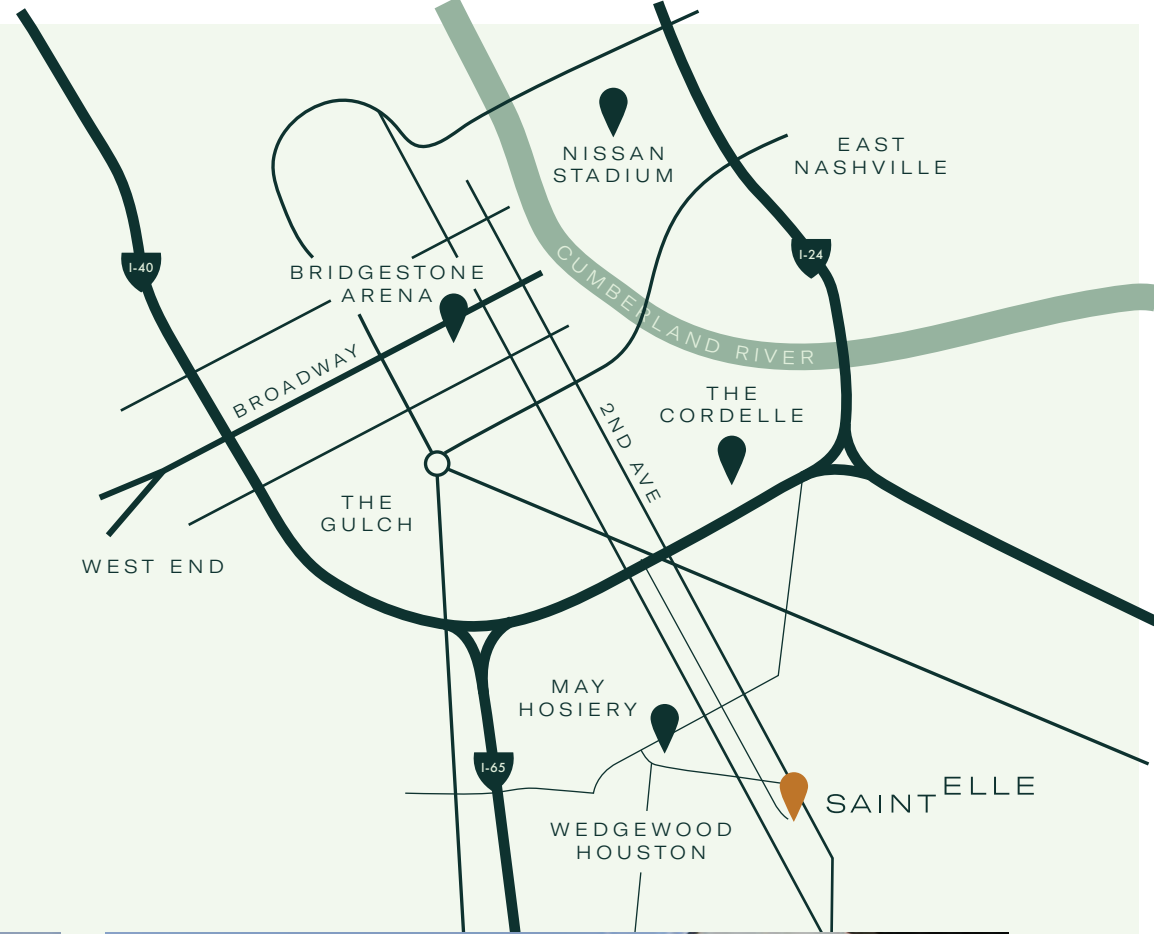 NISSAN
STADIUM
EAST
NASHVILLE
I-40
I-24
BRIDGESTONE
ARENA
CUMBERLAND RIVER
BROADWAY
THE
CORDELLE
2ND AVE
THE
GULCH
WEST END
MAY
HOSIERY
I-65
SAINT ELLE
WEDGEWOOD
HOUSTON